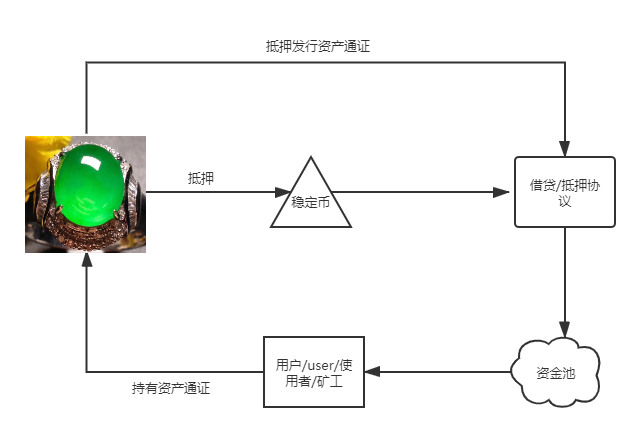 抵押发行资产通证
抵押
稳定币
借贷/抵押协
议
用户/user/使
用者/矿工
资金池
持有资产通证